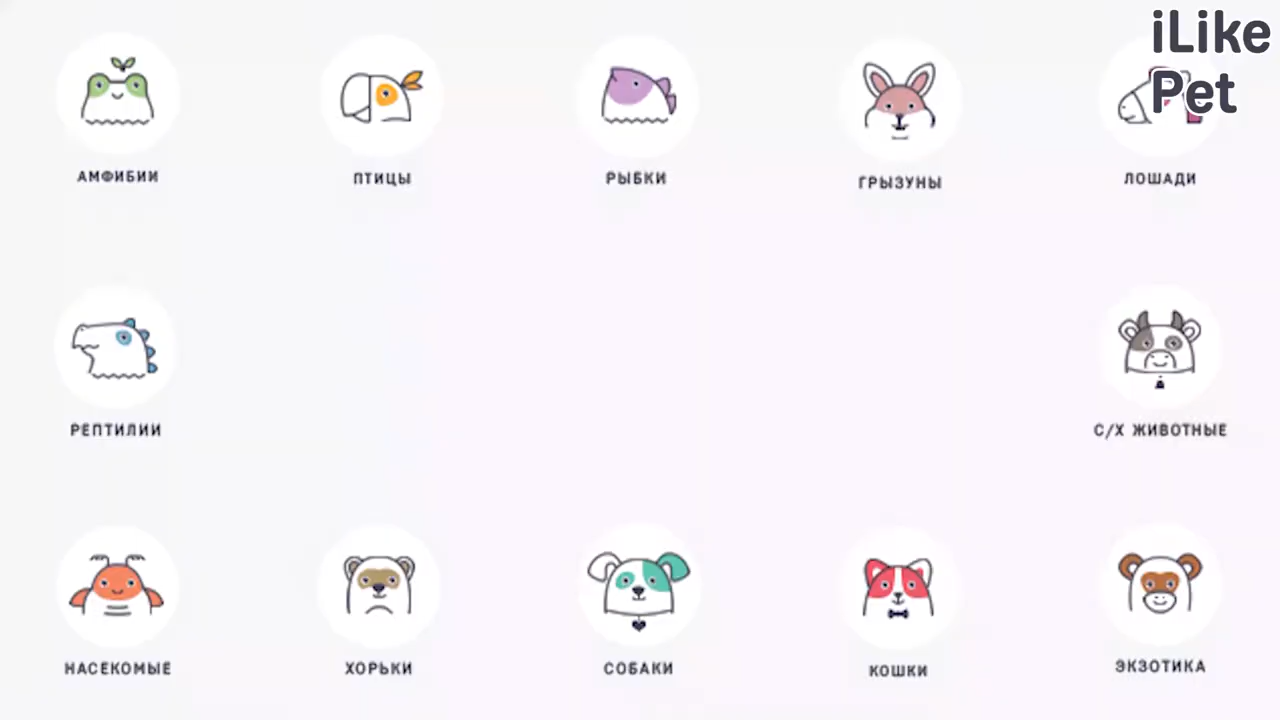 iLike
Pet
АМФИБИИ
ПТИЦЫ
РЫБКИ
ГРЫЗУНЫ
ЛОШАДИ
РЕПТИЛИИ
С/Х ЖИВОТНЫЕ
НАСЕКОМЫЕ
ХОРЬКИ
СОБАКИ
КОШКИ
ЭКЗОТИКА